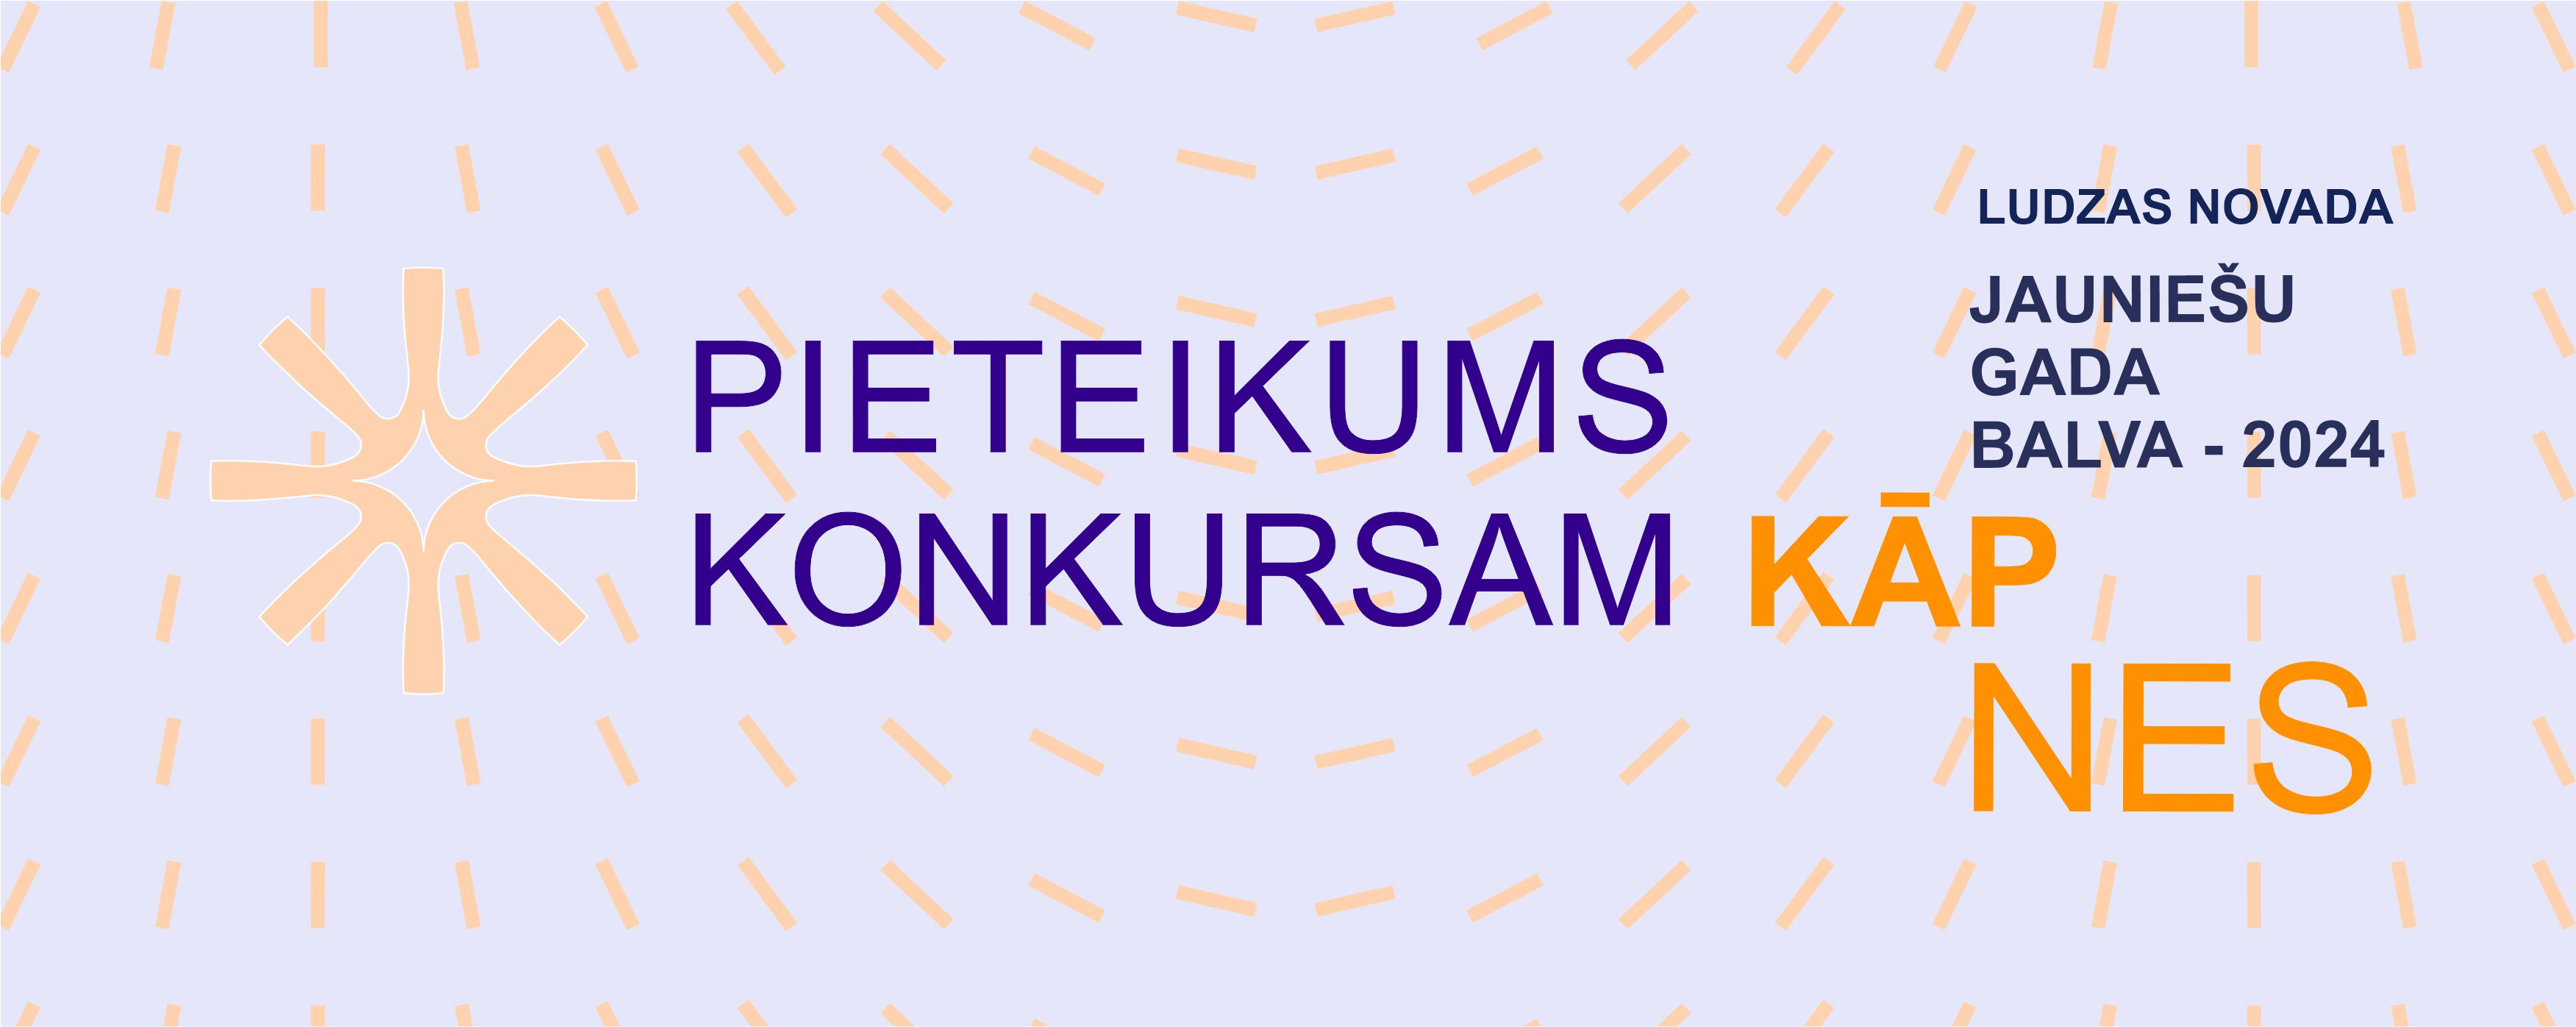 PIETEIKUMS
KONKURSAM
LUDZAS NOVADA
JAUNIEŠU
GADA
BALVA - 2024
KĀP
NES